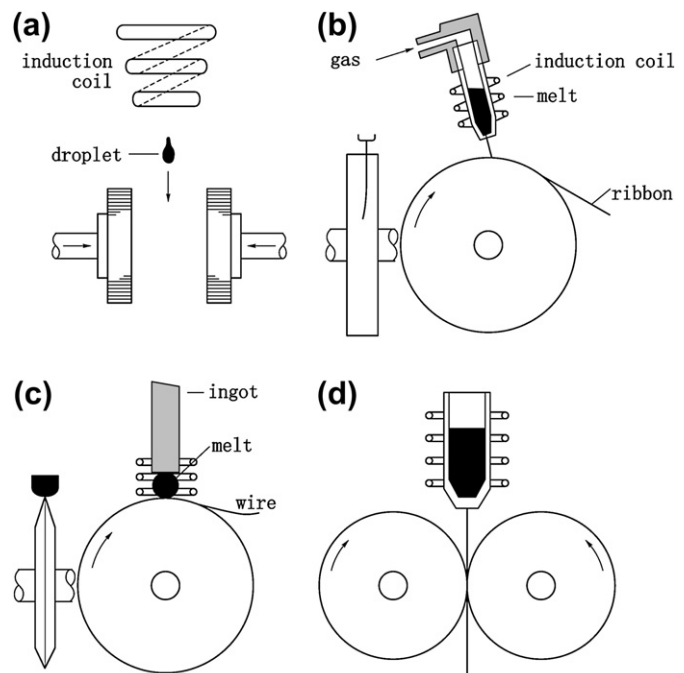 (a)
induction
coil
droplet
(b)
gas
induction coil
melt
ribbon
(c)
ingot
melt
wire
(d)